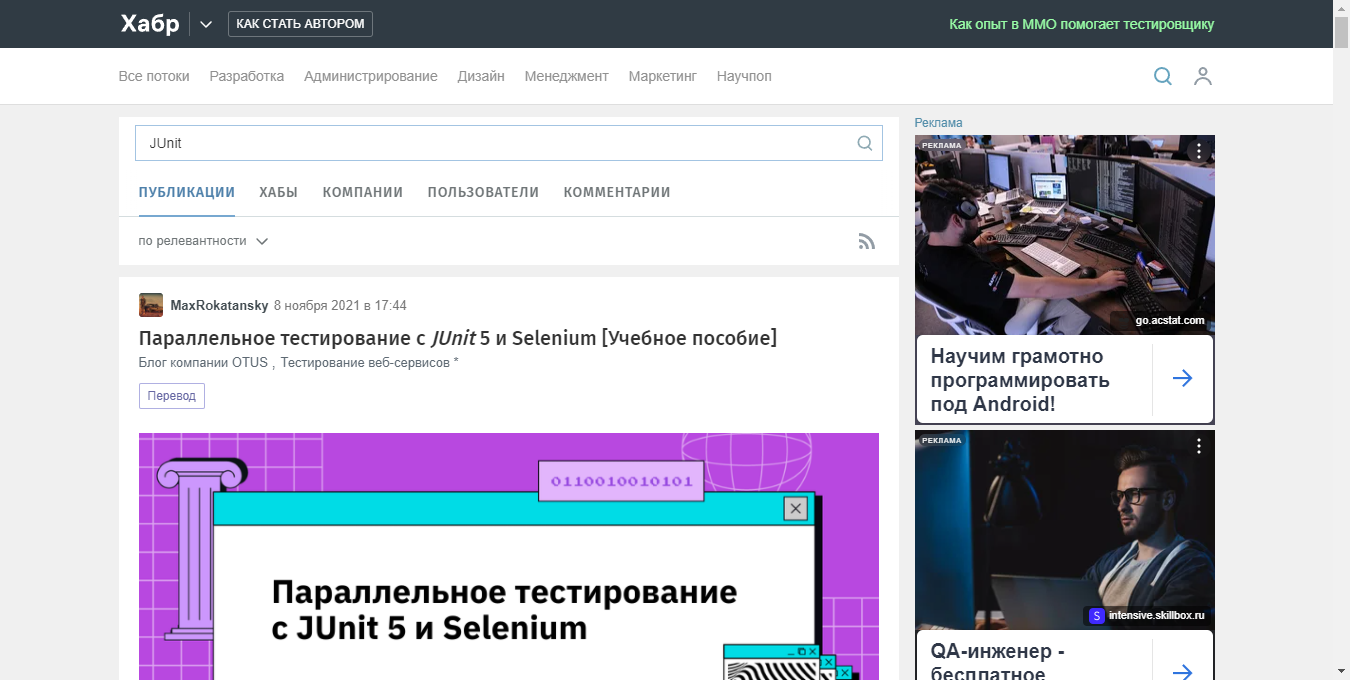 Хабр
КАК СТАТЬ АВТОРОМ
Как опыт в ММО помогает тестировщику
Все потоки Разработка Администрирование Дизайн Менеджмент Маркетинг Научпоп
JUnit
ПУБЛИКАЦИИ ХАБЫ КОМПАНИИ ПОЛЬЗОВАТЕЛИ КОММЕНТАРИИ
по релевантности
MaxRokatansky 8 ноября 2021 в 17:44
Параллельное тестирование с JUnit 5 и Selenium [Учебное пособие]
Блог компании OTUS , Тестирование веб-сервисов *
Перевод
0110010010101
Параллельное тестирование
с JUnit 5 и Selenium
Реклама
РЕКЛАМА
go.acstat.com
Научим грамотно
программировать
под Android!
РЕКЛАМА
S intensive.skillbox.ru
QA-инженер -
бесплатное